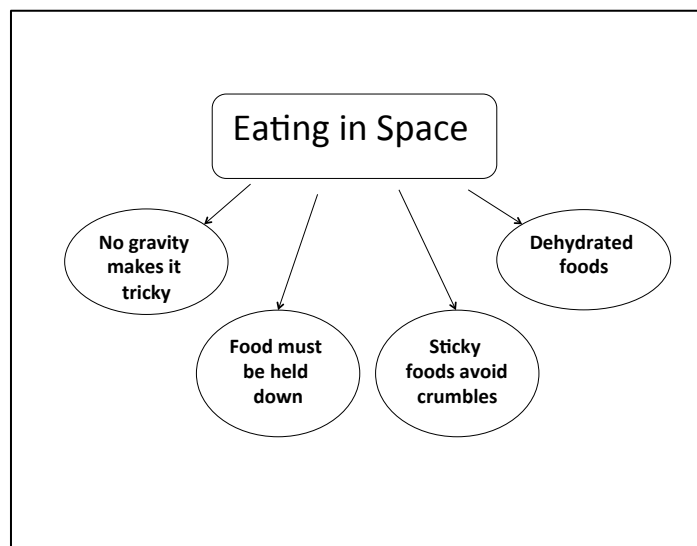 Eating in Space
No gravity
makes it
tricky
Food must
be held
down
Sticky
foods avoid
crumbles
Dehydrated
foods